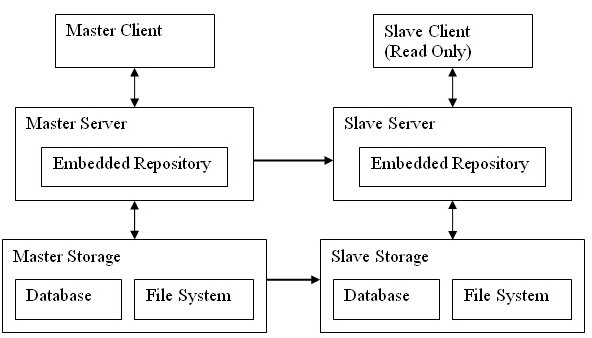 Master Client
Slave Client
(Read Only)
Master Server
Embedded Repository
Slave Server
Embedded Repository
Master Storage
Database
File System
Slave Storage
Database
File System